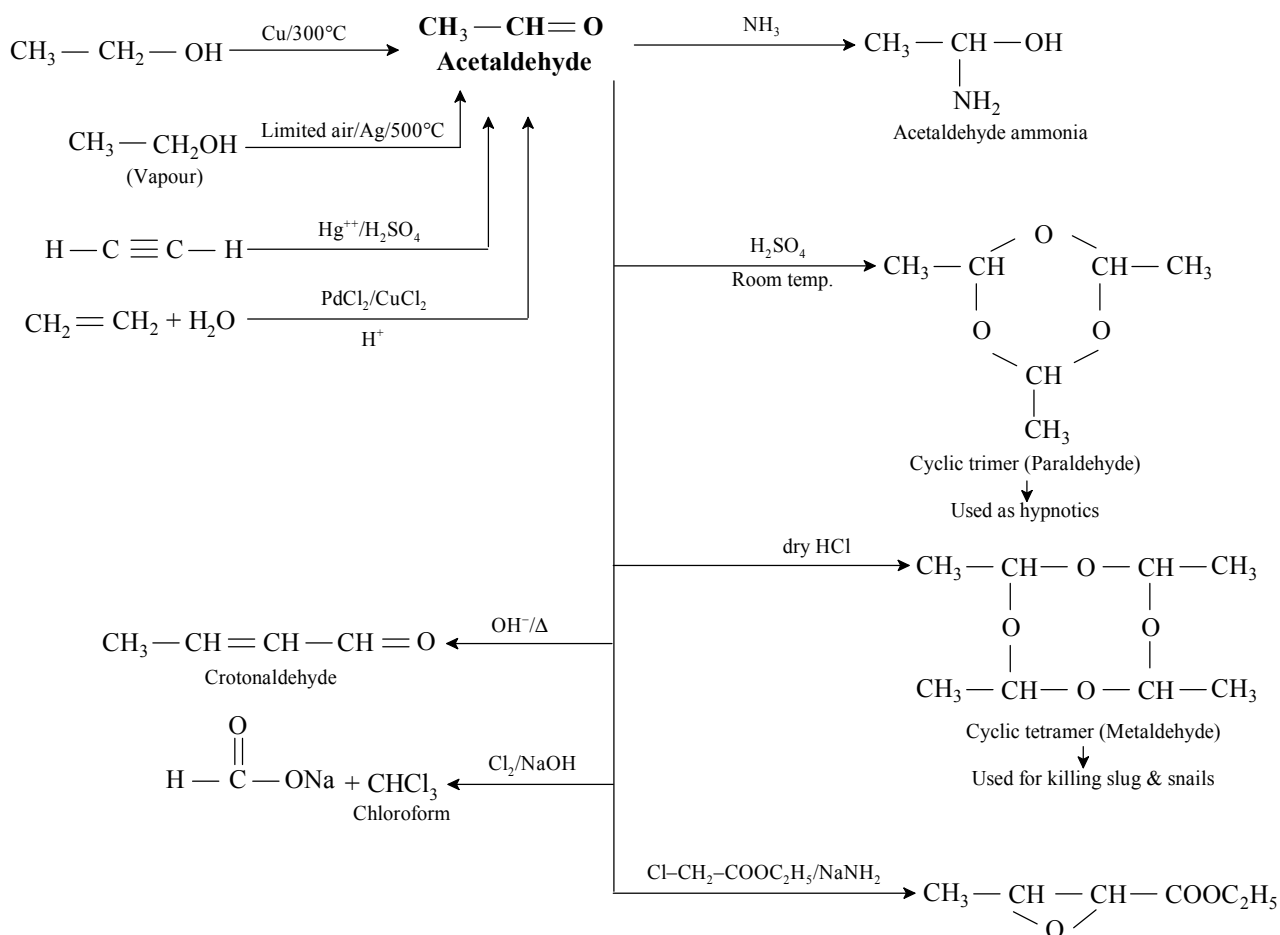 CH₃—CH₂—OH Cu/300°C CH₃—CH=O NH₃ CH₃—CH—OH
Acetaldehyde
NH₂
Acetaldehyde ammonia
CH₃—CH₂OH Limited air/Ag/500°C
(Vapour)
H—C≡C—H Hg⁺⁺/H₂SO₄
CH₂=CH₂ + H₂O PdCl₂/CuCl₂
H⁺
H₂SO₄
Room temp.
O
CH₃—CH CH—CH₃
O O
CH
CH₃
Cyclic trimer (Paraldehyde)
Used as hypnotics
dry HCl
CH₃—CH—O—CH—CH₃
O O
CH₃—CH—O—CH—CH₃
Cyclic tetramer (Metaldehyde)
Used for killing slug & snails
OH⁻/Δ
CH₃—CH=CH—CH=O
Crotonaldehyde
O
H—C—ONa + CHCl₃ Cl₂/NaOH
Chloroform
Cl–CH₂–COOC₂H₅/NaNH₂
CH₃—CH—CH—COOC₂H₅
O